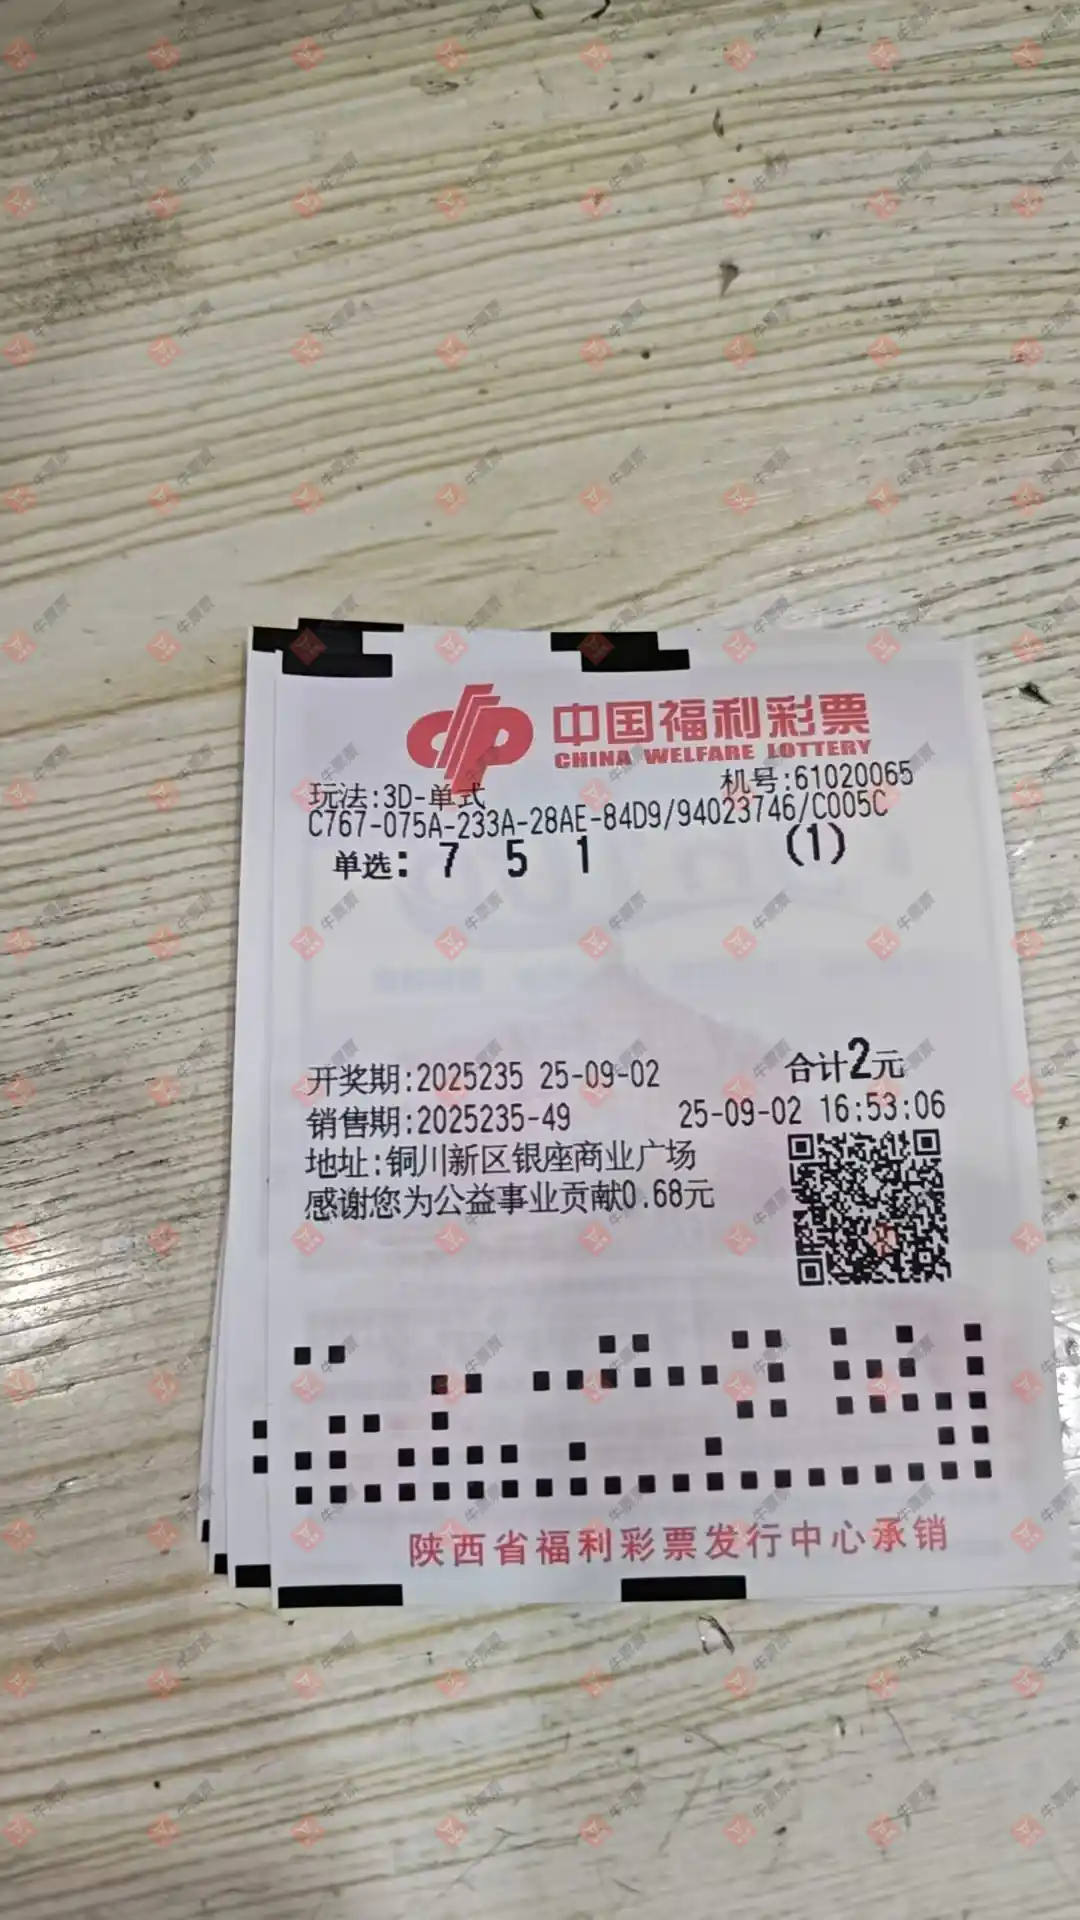 中国福利彩票
CHINA WELFARE LOTTERY
玩法:3D-单式 机号:61020065
C767-075A-233A-28AE-84D9/94023746/C005C
单选: 7 5 1 (1)
开奖期:2025235 25-09-02 合计2元
销售期:2025235-49 25-09-02 16:53:06
地址:铜川新区银座商业广场
感谢您为公益事业贡献0.68元
陕西省福利彩票发行中心承销
牛票票